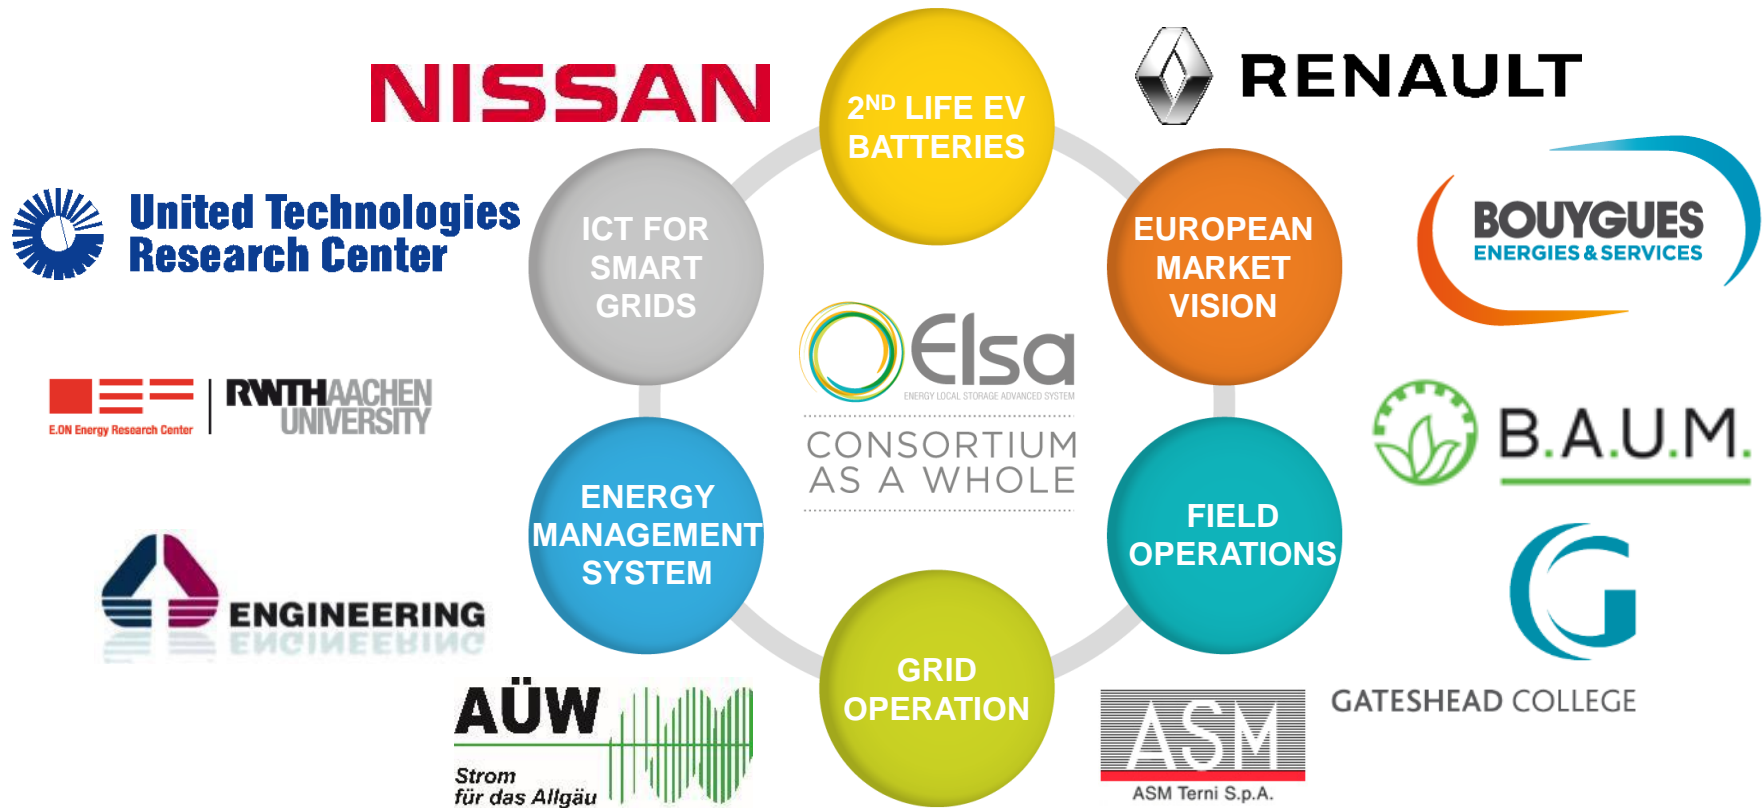 NISSAN
2ND LIFE EV
BATTERIES
RENAULT
United Technologies
Research Center
ICT FOR
SMART
GRIDS
EUROPEAN
MARKET
VISION
BOUYGUES
ENERGIES & SERVICES
Elsa
ENERGY LOCAL STORAGE ADVANCED SYSTEM
CONSORTIUM
AS A WHOLE
E.ON Energy Research Center
RWTHAACHEN
UNIVERSITY
B.A.U.M.
ENERGY
MANAGEMENT
SYSTEM
FIELD
OPERATIONS
ENGINEERING
G
GATESHEAD COLLEGE
GRID
OPERATION
AÜW
Strom
für das Allgäu
ASM
ASM Terni S.p.A.